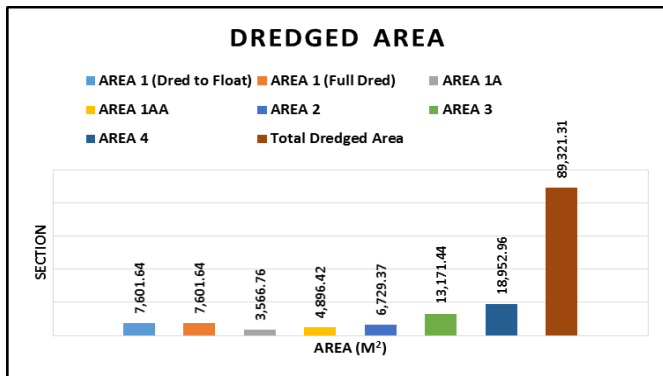 DREDGED AREA
AREA 1 (Dred to Float) AREA 1 (Full Dred) AREA 1A
AREA 1AA AREA 2 AREA 3
AREA 4 Total Dredged Area
SECTION
7,601.64
7,601.64
3,566.76
4,896.42
6,729.37
13,171.44
18,952.96
89,321.31
AREA (M²)